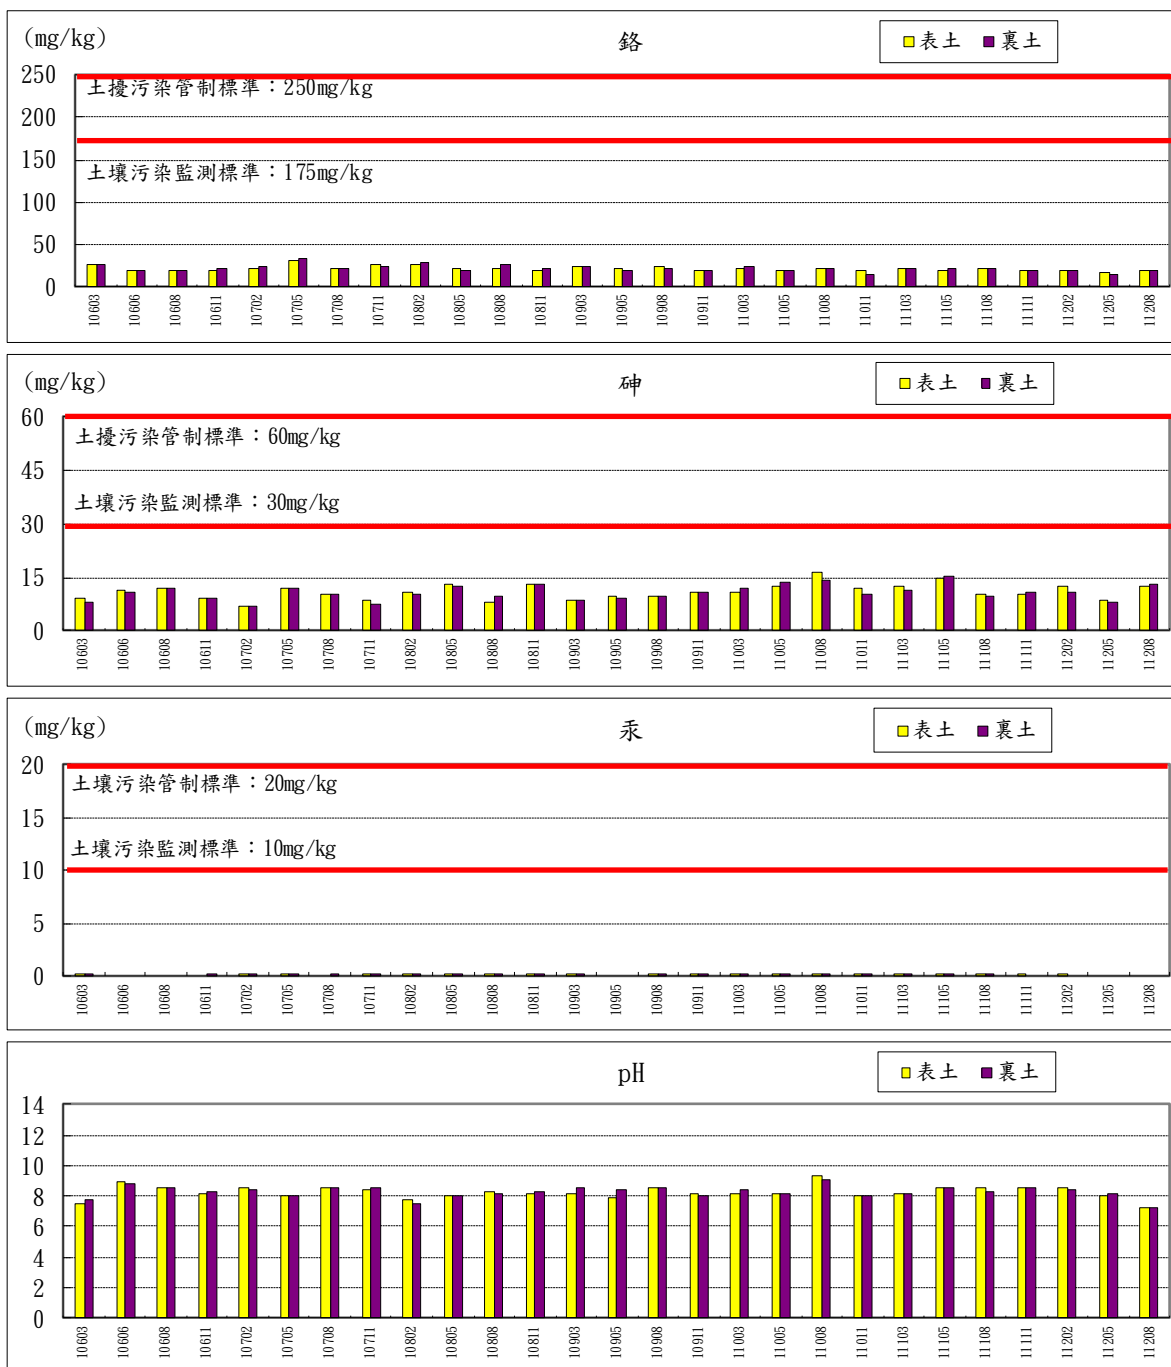 (mg/kg)
鉻
表土 裏土
250
200
150
100
50
0
土擾污染管制標準：250mg/kg
土壤污染監測標準：175mg/kg
10603 10606 10608 10611 10702 10705 10708 10711 10802 10805 10808 10811 10903 10905 10908 10911 11003 11005 11008 11011 11103 11105 11108 11111 11202 11205 11208
(mg/kg)
砷
表土 裏土
60
45
30
15
0
土擾污染管制標準：60mg/kg
土壤污染監測標準：30mg/kg
10603 10606 10608 10611 10702 10705 10708 10711 10802 10805 10808 10811 10903 10905 10908 10911 11003 11005 11008 11011 11103 11105 11108 11111 11202 11205 11208
(mg/kg)
汞
表土 裏土
20
15
10
5
0
土壤污染管制標準：20mg/kg
土壤污染監測標準：10mg/kg
10603 10606 10608 10611 10702 10705 10708 10711 10802 10805 10808 10811 10903 10905 10908 10911 11003 11005 11008 11011 11103 11105 11108 11111 11202 11205 11208
pH
表土 裏土
14
12
10
8
6
4
2
0
10603 10606 10608 10611 10702 10705 10708 10711 10802 10805 10808 10811 10903 10905 10908 10911 11003 11005 11008 11011 11103 11105 11108 11111 11202 11205 11208